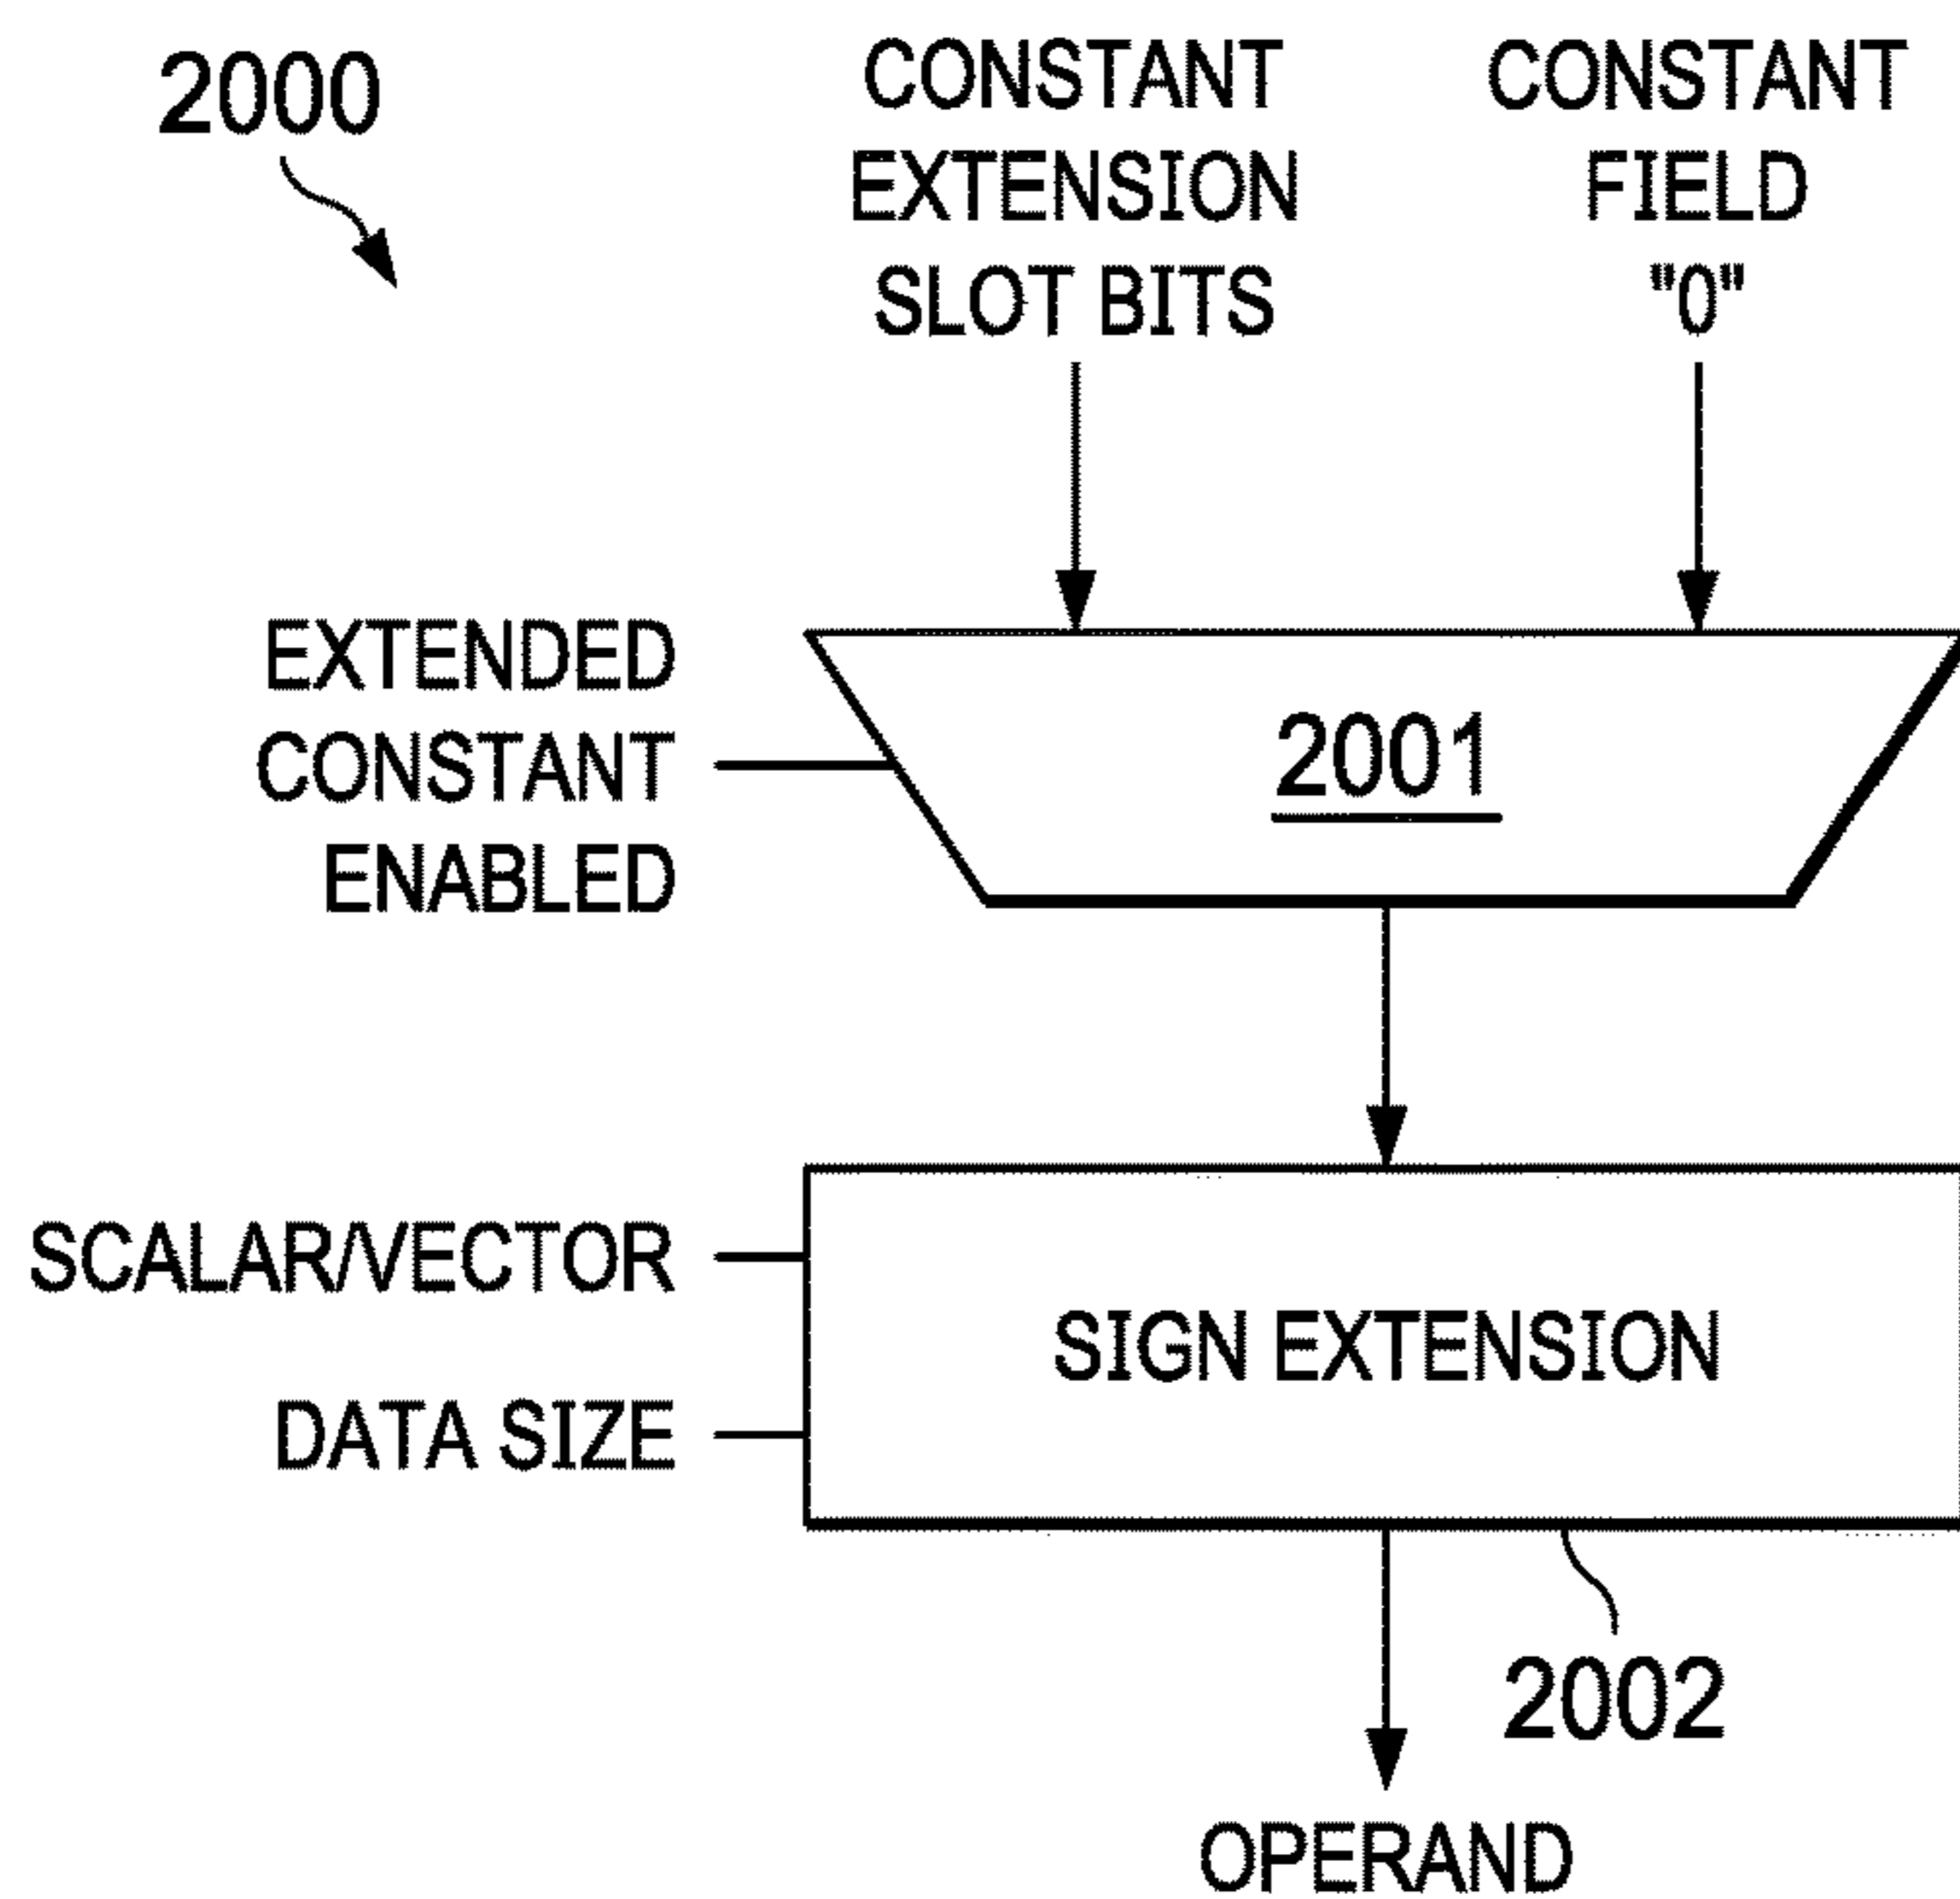 2000
CONSTANT
EXTENSION
SLOT BITS
CONSTANT
FIELD
"0"
EXTENDED
CONSTANT
ENABLED
2001
SCALAR/VECTOR
DATA SIZE
SIGN EXTENSION
2002
OPERAND